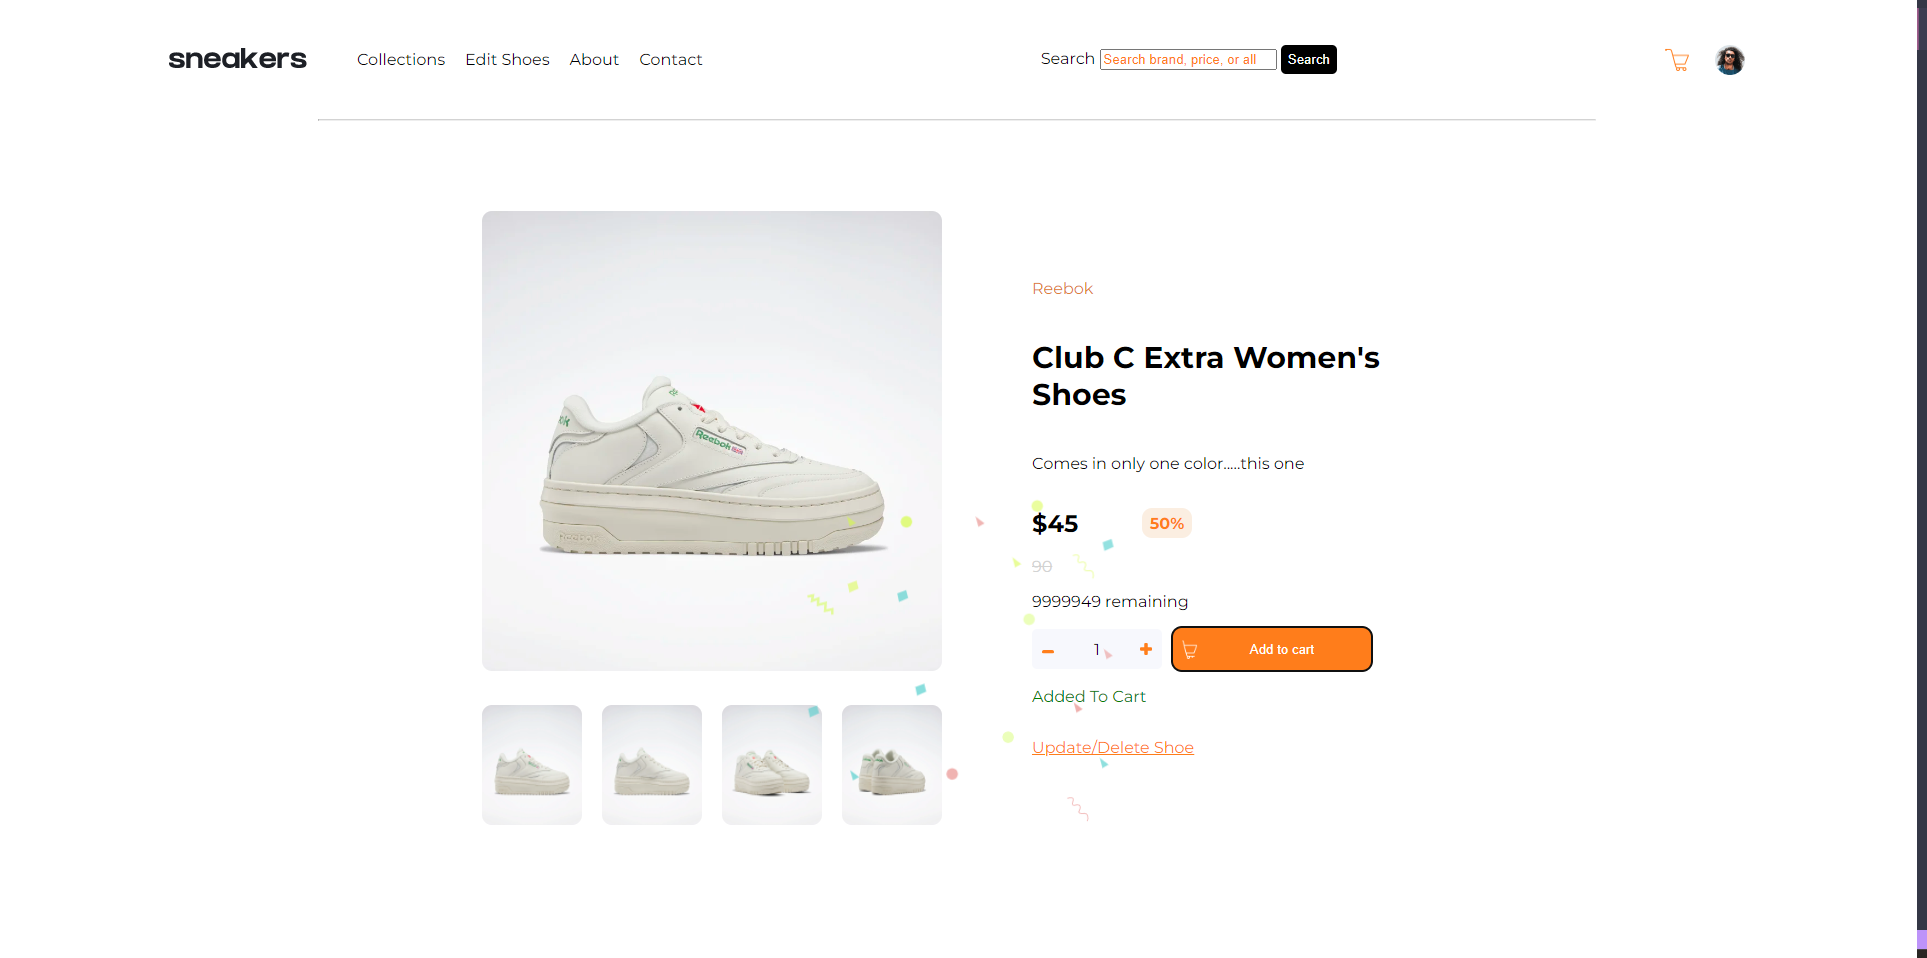 sneakers
Collections Edit Shoes About Contact
Search Search brand, price, or all Search
Reebok
Club C Extra Women's
Shoes
Comes in only one color.....this one
$45 50%
90
9999949 remaining
1 Add to cart
Added To Cart
Update/Delete Shoe
Reebok
Reebok